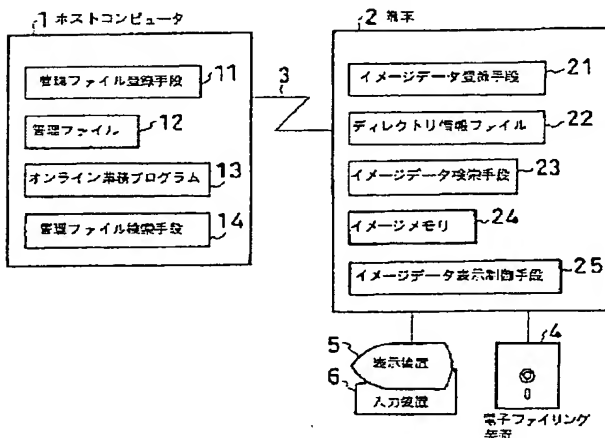 1 ホストコンピュータ
管理ファイル登録手段 11
管理ファイル 12
オンライン業務プログラム 13
管理ファイル検索手段 14
3
2 端末
イメージデータ登録手段 21
ディレクトリ情報ファイル 22
イメージデータ検索手段 23
イメージメモリ 24
イメージデータ表示制御手段 25
5 表示装置
6 入力装置
4
電子ファイリング
装置